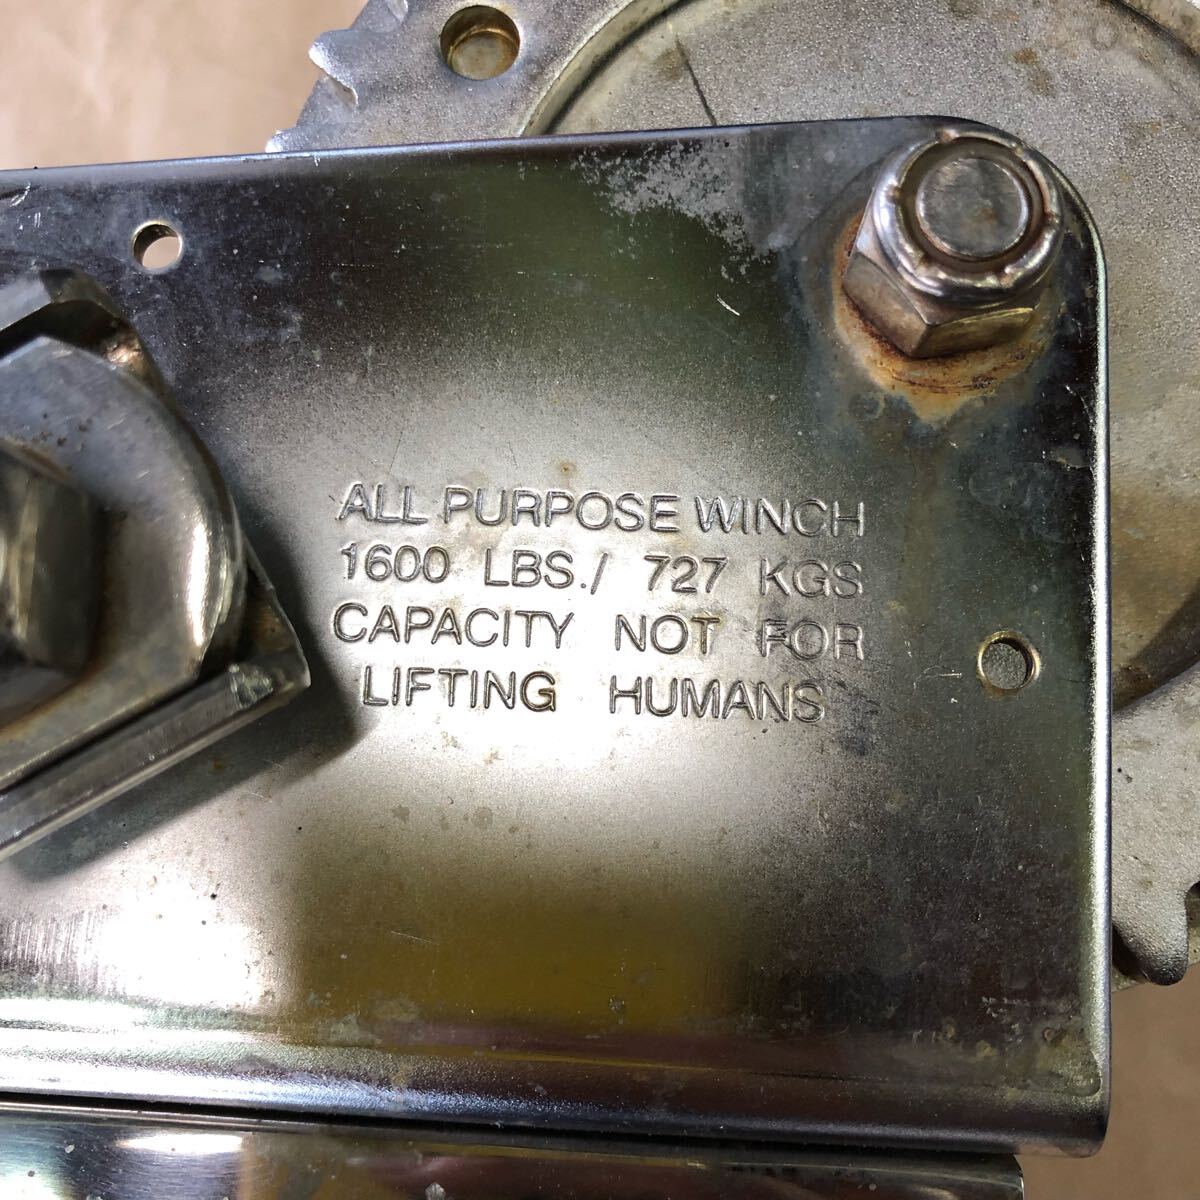 ALL PURPOSE WINCH
1600 LBS./ 727 KGS
CAPACITY NOT FOR
LIFTING HUMANS